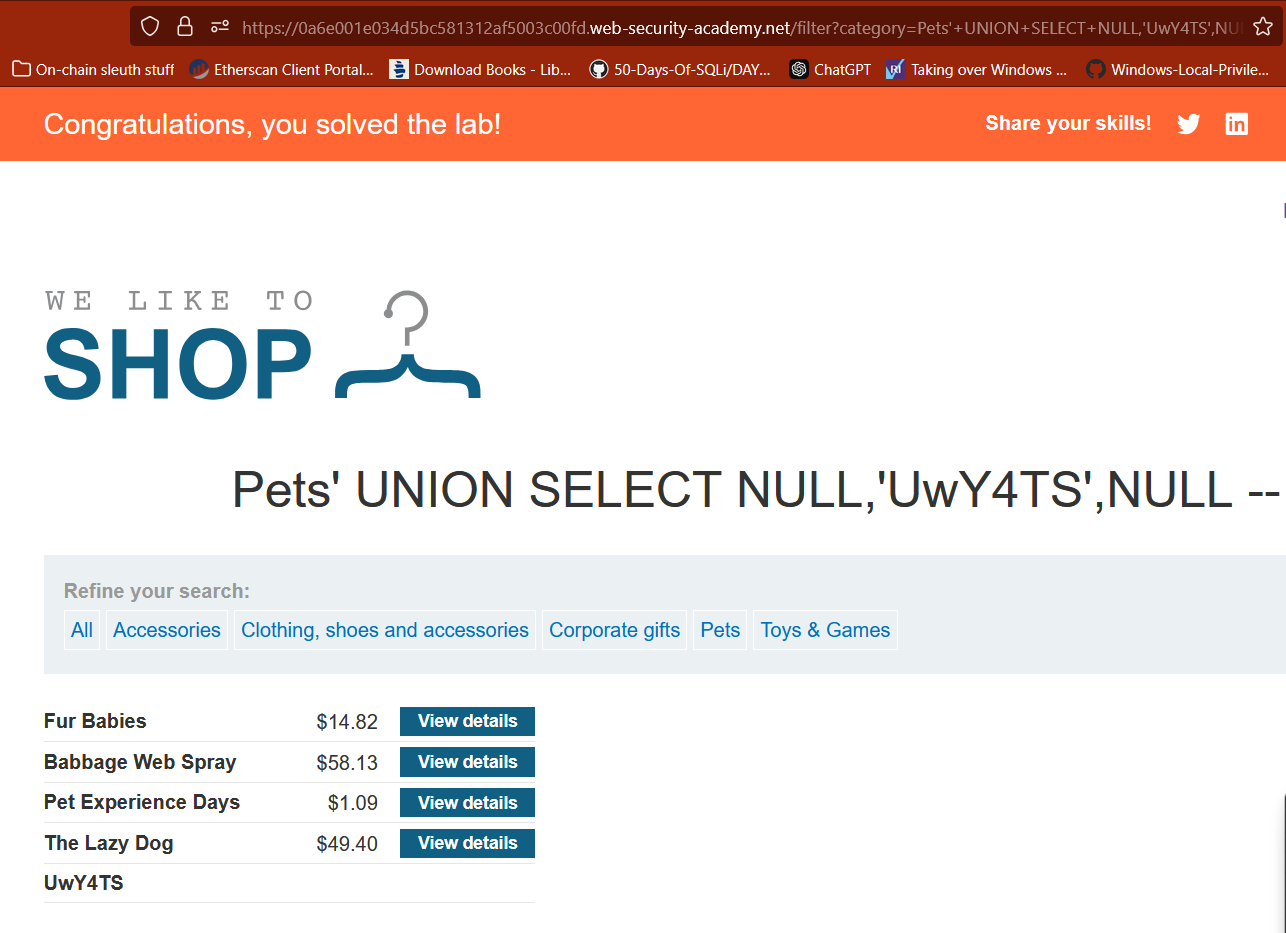 https://0a6e001e034d5bc581312af5003c00fd.web-security-academy.net/filter?category=Pets'+UNION+SELECT+NULL,'UwY4TS',NUL
On-chain sleuth stuff Etherscan Client Portal... Download Books - Lib... 50-Days-Of-SQLi/DAY... ChatGPT Taking over Windows ... Windows-Local-Privile...
Congratulations, you solved the lab! Share your skills!
WE LIKE TO
SHOP
Pets' UNION SELECT NULL,'UwY4TS',NULL --
Refine your search:
All Accessories Clothing, shoes and accessories Corporate gifts Pets Toys & Games
Fur Babies $14.82 View details
Babbage Web Spray $58.13 View details
Pet Experience Days $1.09 View details
The Lazy Dog $49.40 View details
UwY4TS